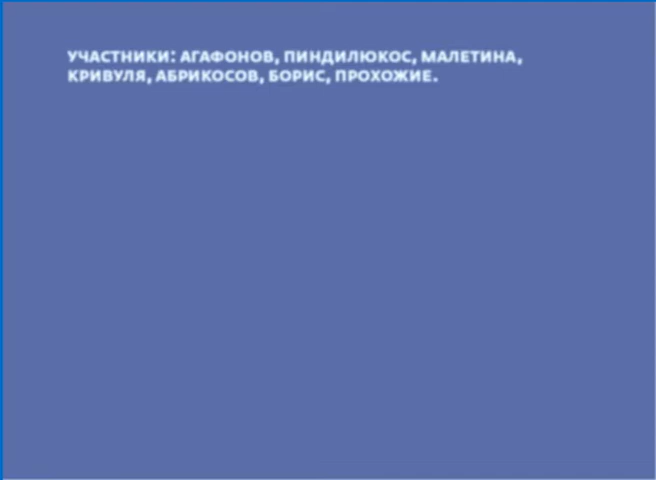 УЧАСТНИКИ: АГАФОНОВ, ПИНДИЛЮКОС, МАЛЕТИНА,
КРИВУЛЯ, АБРИКОСОВ, БОРИС, ПРОХОЖИЕ.